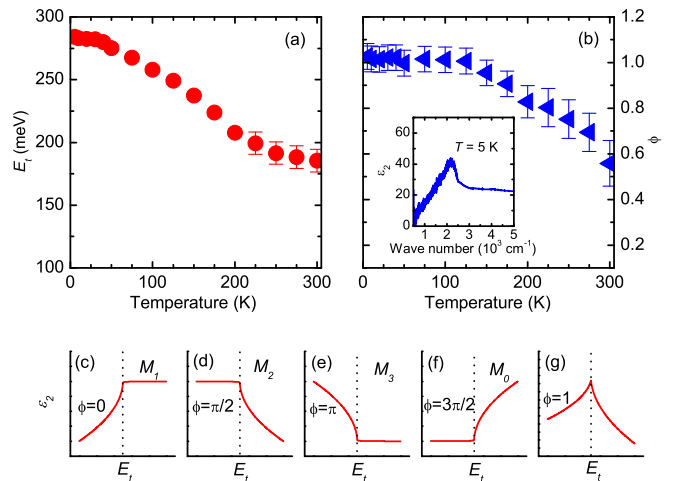 (a)
300
250
200
150
100
E_t (meV)
0 50 100 150 200 250 300
Temperature (K)
(b)
1.2
1.0
0.8
0.6
0.4
0.2
ϕ
0 50 100 150 200 250 300
Temperature (K)
T = 5 K
60
40
20
0
ε₂
1 2 3 4 5
Wave number (10³ cm⁻¹)
(c) M₁
ϕ=0
ε₂
E_t
(d) M₂
ϕ=π/2
E_t
(e) M₃
ϕ=π
E_t
(f) M₀
ϕ=3π/2
E_t
(g)
ϕ=1
E_t